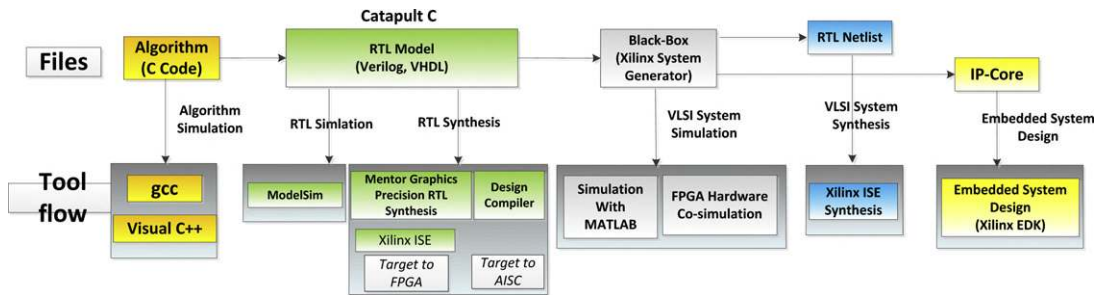 Catapult C
Files
Algorithm
(C Code)
RTL Model
(Verilog, VHDL)
Black-Box
(Xilinx System
Generator)
RTL Netlist
IP-Core
Algorithm
Simulation
RTL Simlation
RTL Synthesis
VLSI System
Simulation
VLSI System
Synthesis
Embedded System
Design
Tool
flow
gcc
Visual C++
ModelSim
Mentor Graphics
Precision RTL
Synthesis
Design
Compiler
Xilinx ISE
Target to
FPGA
Target to
AISC
Simulation
With
MATLAB
FPGA Hardware
Co-simulation
Xilinx ISE
Synthesis
Embedded System
Design
(Xilinx EDK)